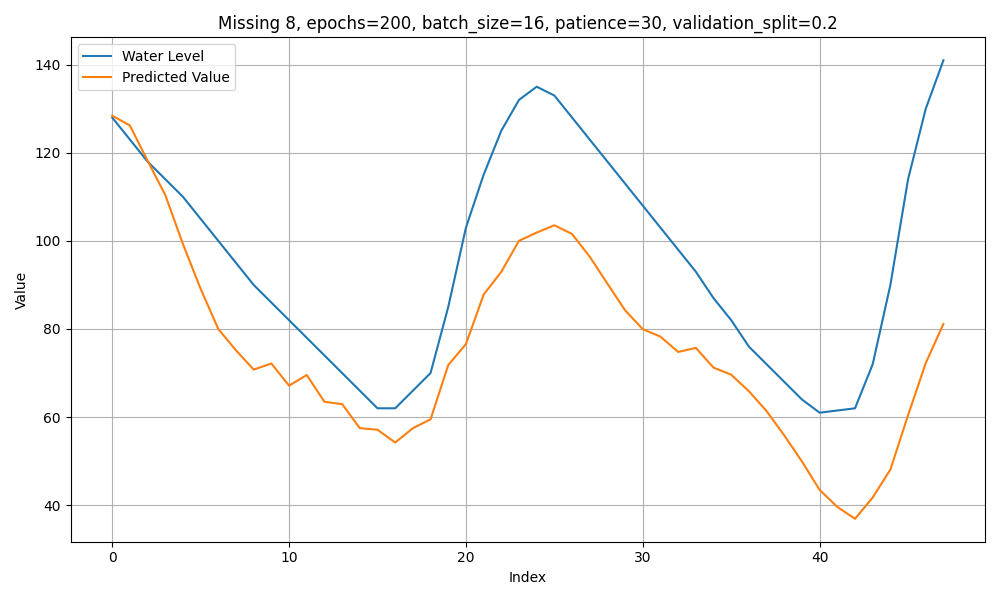 Missing 8, epochs=200, batch_size=16, patience=30, validation_split=0.2
Water Level
Predicted Value
140
120
100
80
60
40
Value
0 10 20 30 40
Index